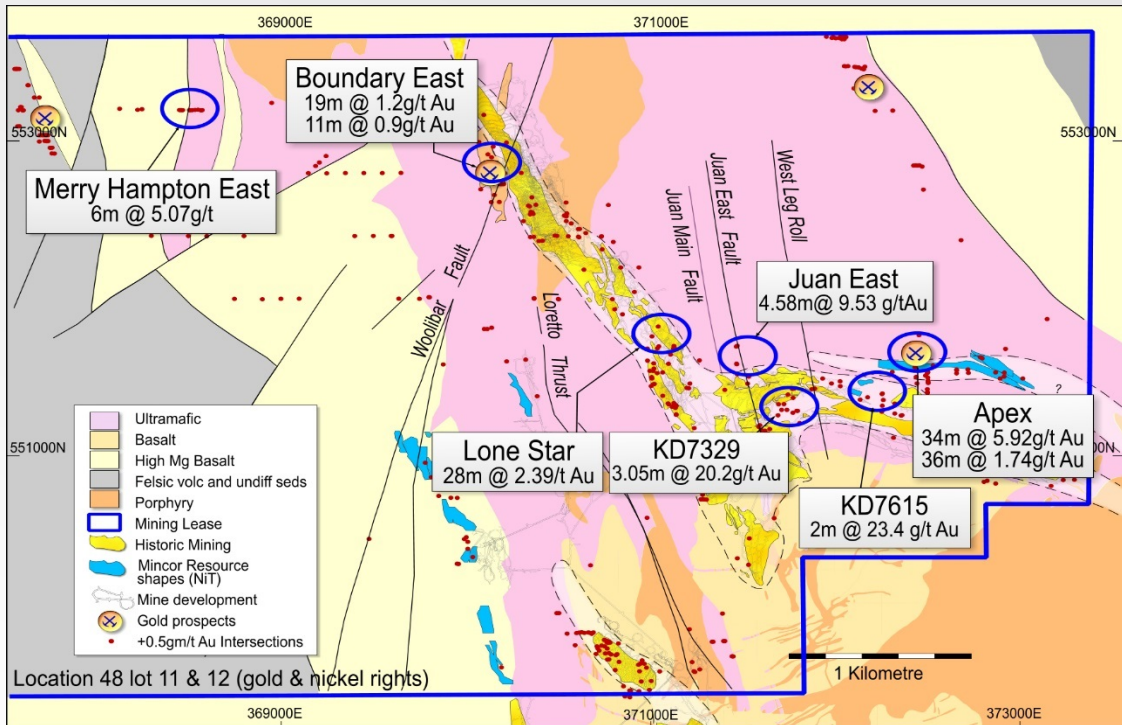 369000E
371000E
Boundary East
19m @ 1.2g/t Au
11m @ 0.9g/t Au
553000N
553000N
Merry Hampton East
6m @ 5.07g/t
Woolibar Fault
Loretto Thrust
Juan Main Fault
Juan East Fault
West Leg Roll
Juan East
4.58m@ 9.53 g/tAu
?
Lone Star
28m @ 2.39/t Au
KD7329
3.05m @ 20.2g/t Au
Apex
34m @ 5.92g/t Au
36m @ 1.74g/t Au
KD7615
2m @ 23.4 g/t Au
551000N
00N
Ultramafic
Basalt
High Mg Basalt
Felsic volc and undiff seds
Porphyry
Mining Lease
Historic Mining
Mincor Resource
shapes (NiT)
Mine development
Gold prospects
+0.5gm/t Au Intersections
1 Kilometre
Location 48 lot 11 & 12 (gold & nickel rights)
369000E
371000E
373000E